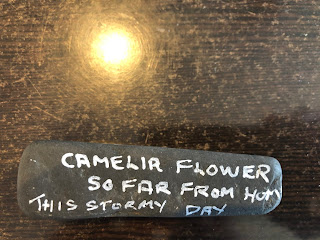 CAMELIA FLOWER
SO FAR FROM HOM
THIS STORMY DAY